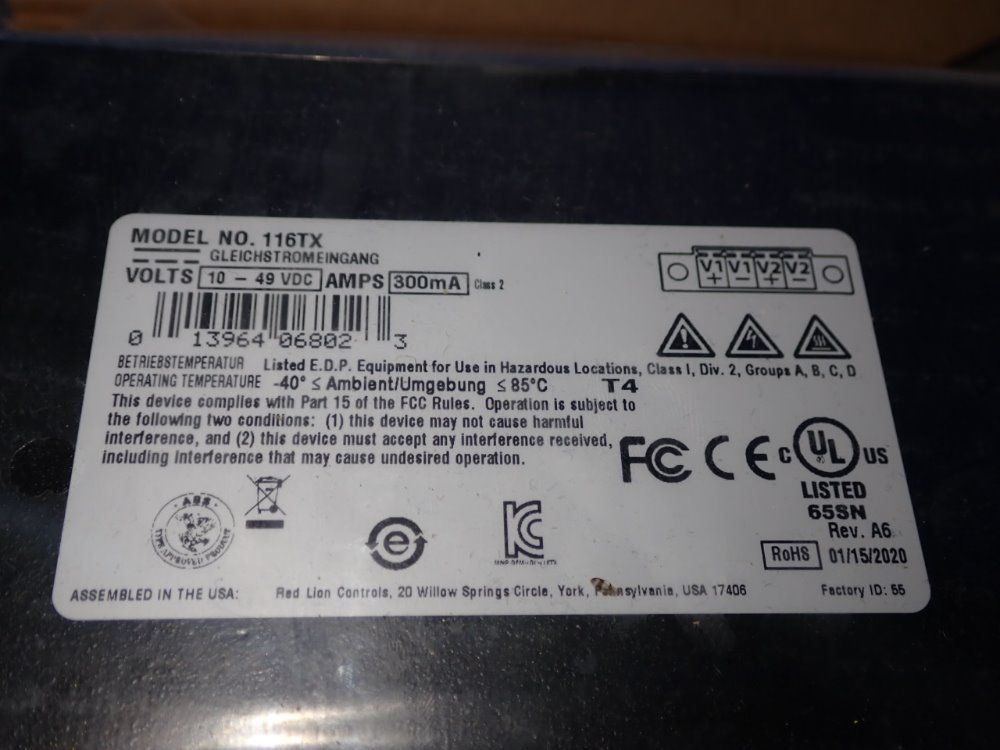 MODEL NO. 116TX
GLEICHSTROMEINGANG
VOLTS 10 – 49 VDC AMPS 300mA Class 2
V1 V1 V2 V2
+ – + –
0 13964 06802 3
BETRIEBSTEMPERATUR Listed E.D.P. Equipment for Use in Hazardous Locations, Class I, Div. 2, Groups A, B, C, D
OPERATING TEMPERATURE -40° ≤ Ambient/Umgebung ≤ 85°C T4
This device complies with Part 15 of the FCC Rules. Operation is subject to
the following two conditions: (1) this device may not cause harmful
interference, and (2) this device must accept any interference received,
including interference that may cause undesired operation.
FC CE C UL US
LISTED
65SN
Rev. A6
ABS
TYPE APPROVED PRODUCT
e
KC
RoHS 01/15/2020
ASSEMBLED IN THE USA: Red Lion Controls, 20 Willow Springs Circle, York, Pennsylvania, USA 17406 Factory ID: 55